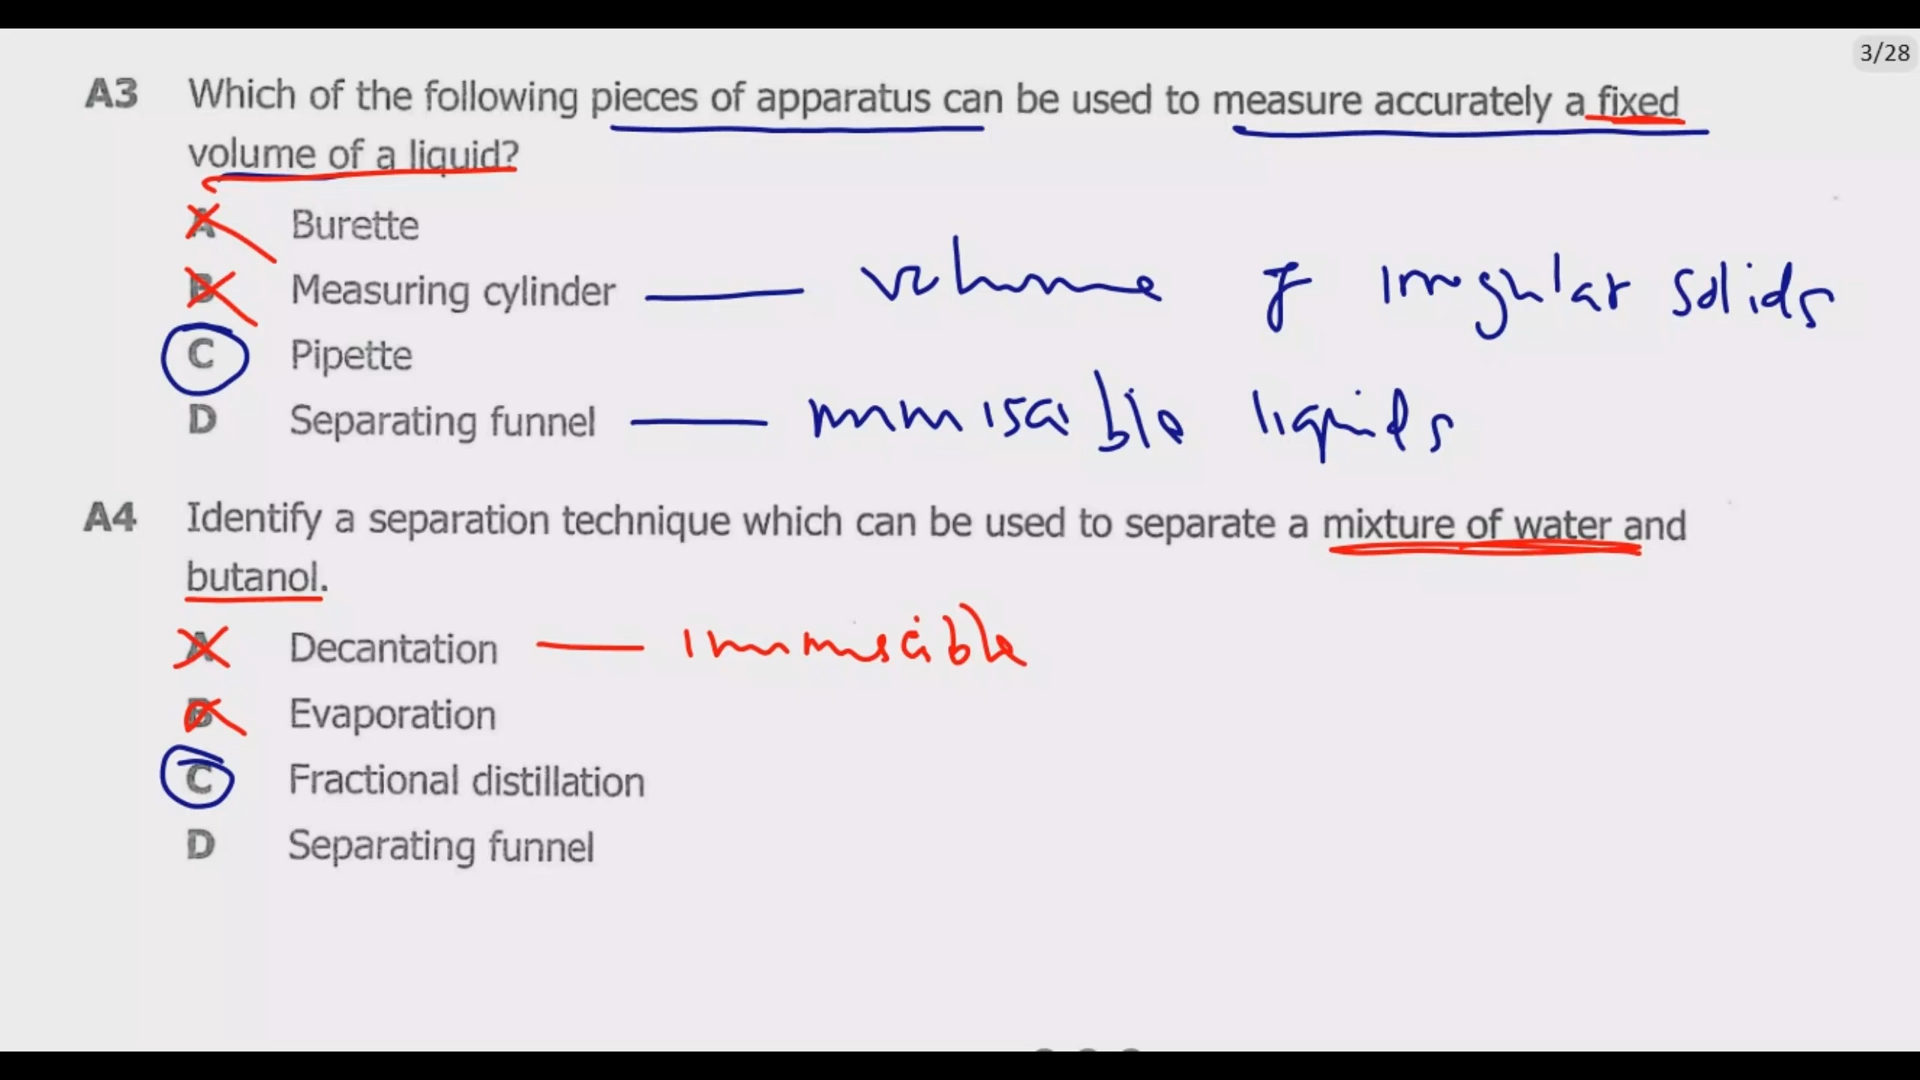 3/28
A3 Which of the following pieces of apparatus can be used to measure accurately a fixed
volume of a liquid?
A Burette
B Measuring cylinder — volume of irregular solids
C Pipette
D Separating funnel — immiscible liquids
A4 Identify a separation technique which can be used to separate a mixture of water and
butanol.
A Decantation — immiscible
B Evaporation
C Fractional distillation
D Separating funnel